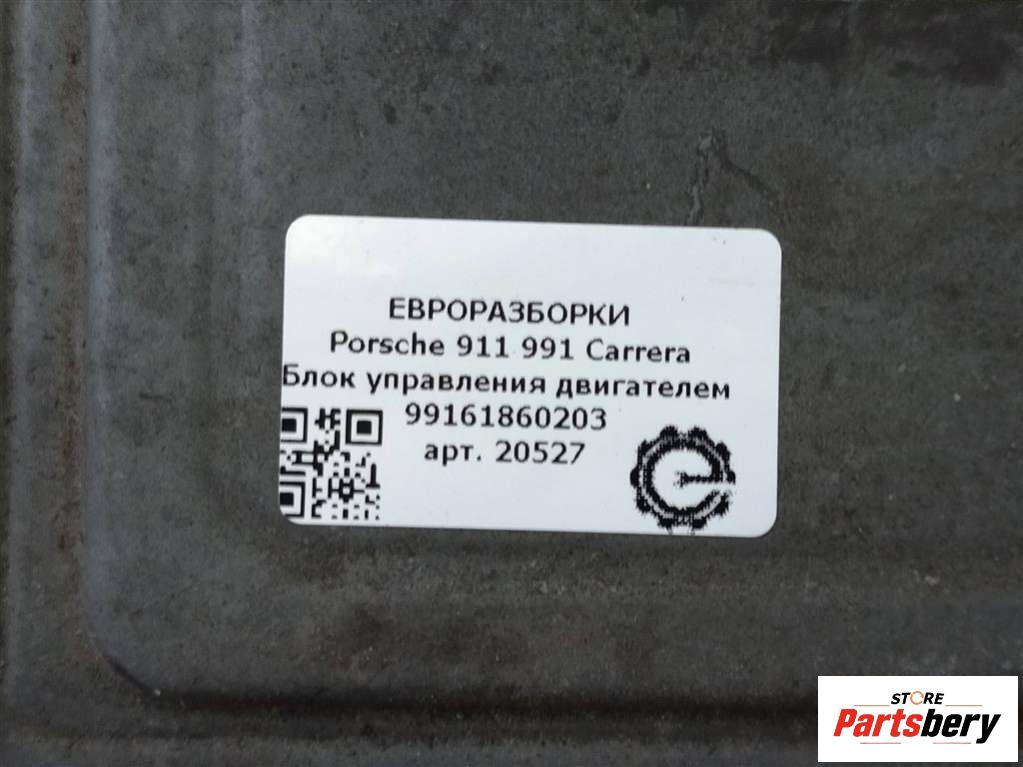 ЕВРОРАЗБОРКИ
Porsche 911 991 Carrera
Блок управления двигателем
99161860203
арт. 20527
STORE
Partsbery